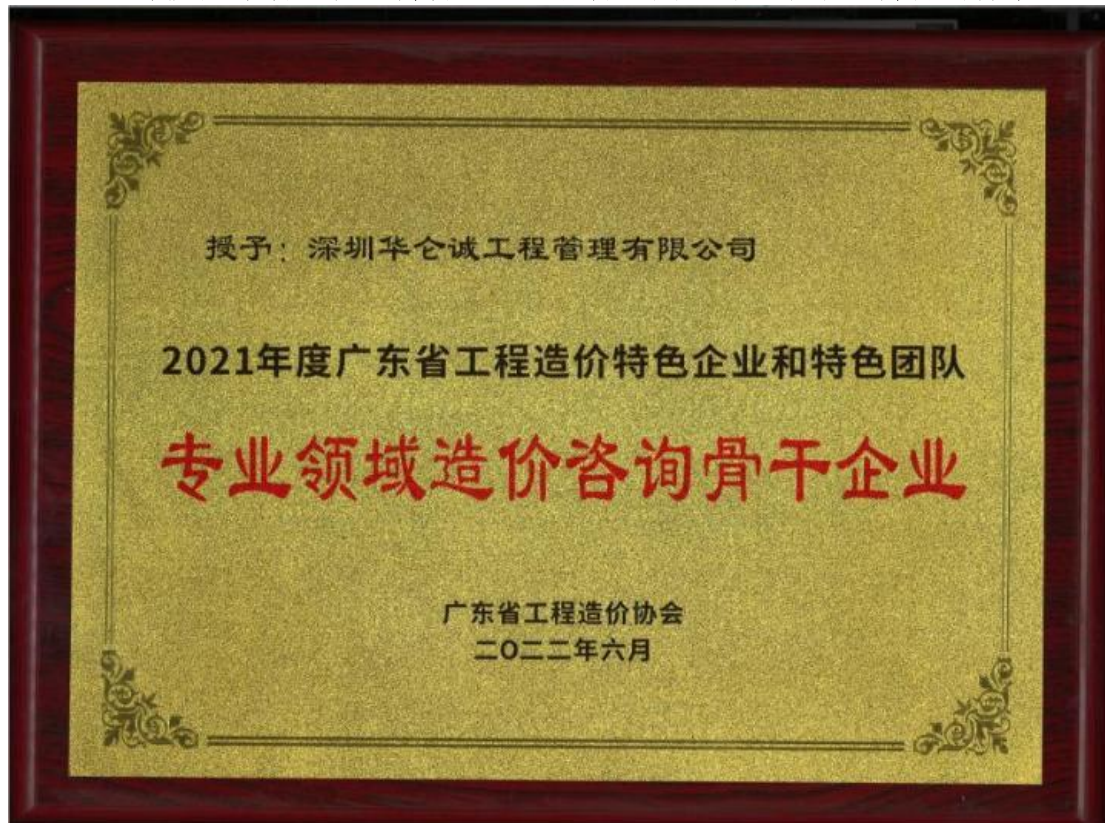 授予：深圳华仑诚工程管理有限公司
2021年度广东省工程造价特色企业和特色团队
专业领域造价咨询骨干企业
广东省工程造价协会
二〇二二年六月